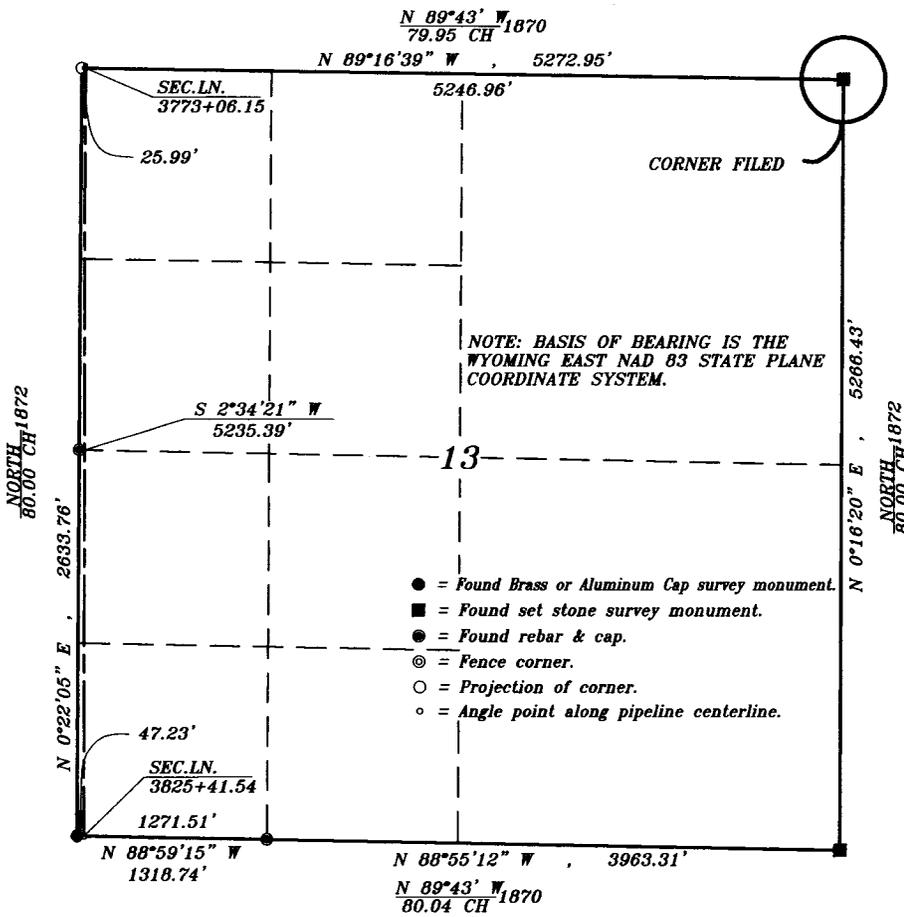 N 89°43' W 1870
79.95 CH
N 89°16'39" W , 5272.95'
SEC.LN.
3773+06.15
5246.96'
25.99'
CORNER FILED
NOTE: BASIS OF BEARING IS THE
WYOMING EAST NAD 83 STATE PLANE
COORDINATE SYSTEM.
NORTH 1872
80.00 CH
S 2°34'21" W
5235.39'
13
N 0°16'20" E , 5266.43'
NORTH 1872
80.00 CH
N 0°22'05" E , 2633.76'
● = Found Brass or Aluminum Cap survey monument.
■ = Found set stone survey monument.
= Found rebar & cap.
◎ = Fence corner.
○ = Projection of corner.
○ = Angle point along pipeline centerline.
47.23'
SEC.LN.
3825+41.54
1271.51'
N 88°59'15" W
1318.74'
N 88°55'12" W , 3963.31'
N 89°43' W 1870
80.04 CH